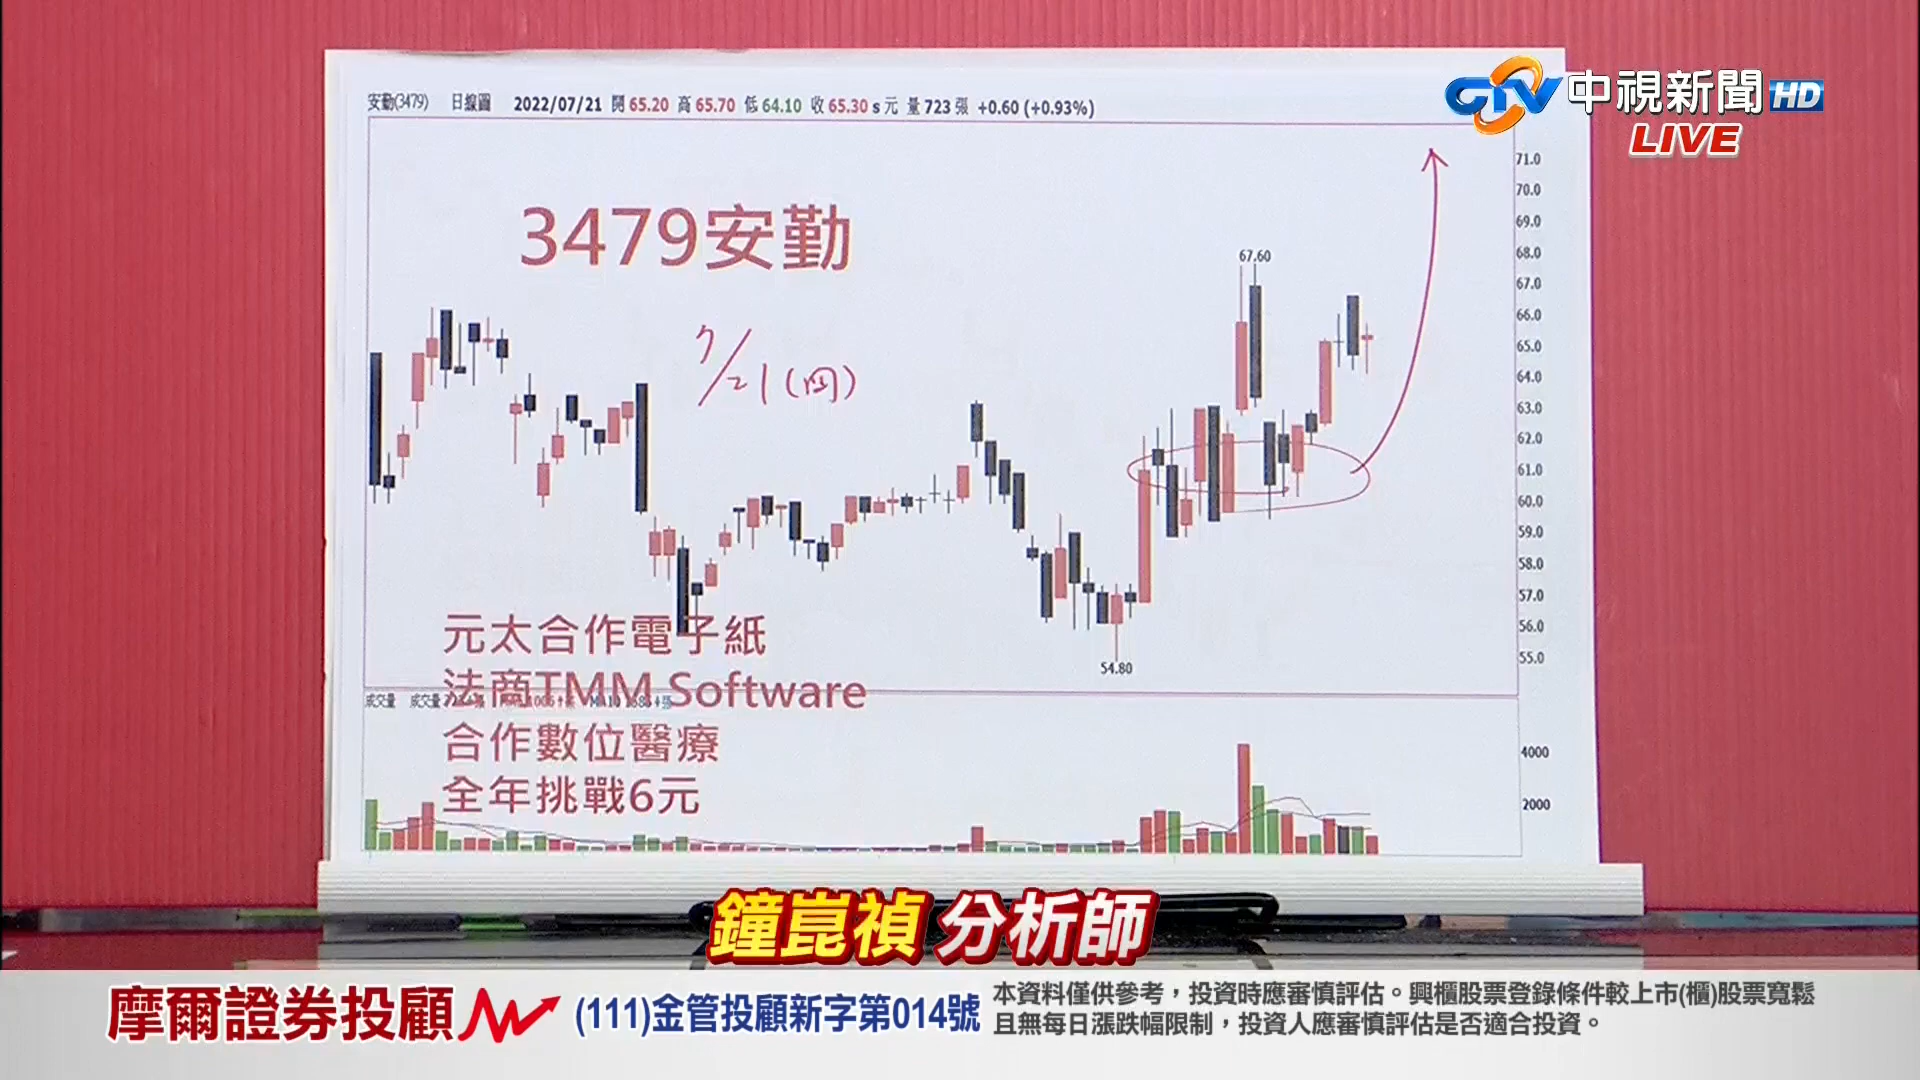 安勤(3479) 日線圖 2022/07/21 開 65.20 高 65.70 低 64.10 收 65.30 s 元 量 723 張 +0.60 (+0.93%)
CTV 中視新聞 HD
LIVE
3479安勤
7/21(四)
67.60
54.80
71.0
70.0
69.0
68.0
67.0
66.0
65.0
64.0
63.0
62.0
61.0
60.0
59.0
58.0
57.0
56.0
55.0
元太合作電子紙
法商TMM Software
成交量 成交量
合作數位醫療
全年挑戰6元
4000
2000
鐘崑禎 分析師
摩爾證券投顧 (111)金管投顧新字第014號
本資料僅供參考，投資時應審慎評估。興櫃股票登錄條件較上市(櫃)股票寬鬆
且無每日漲跌幅限制，投資人應審慎評估是否適合投資。